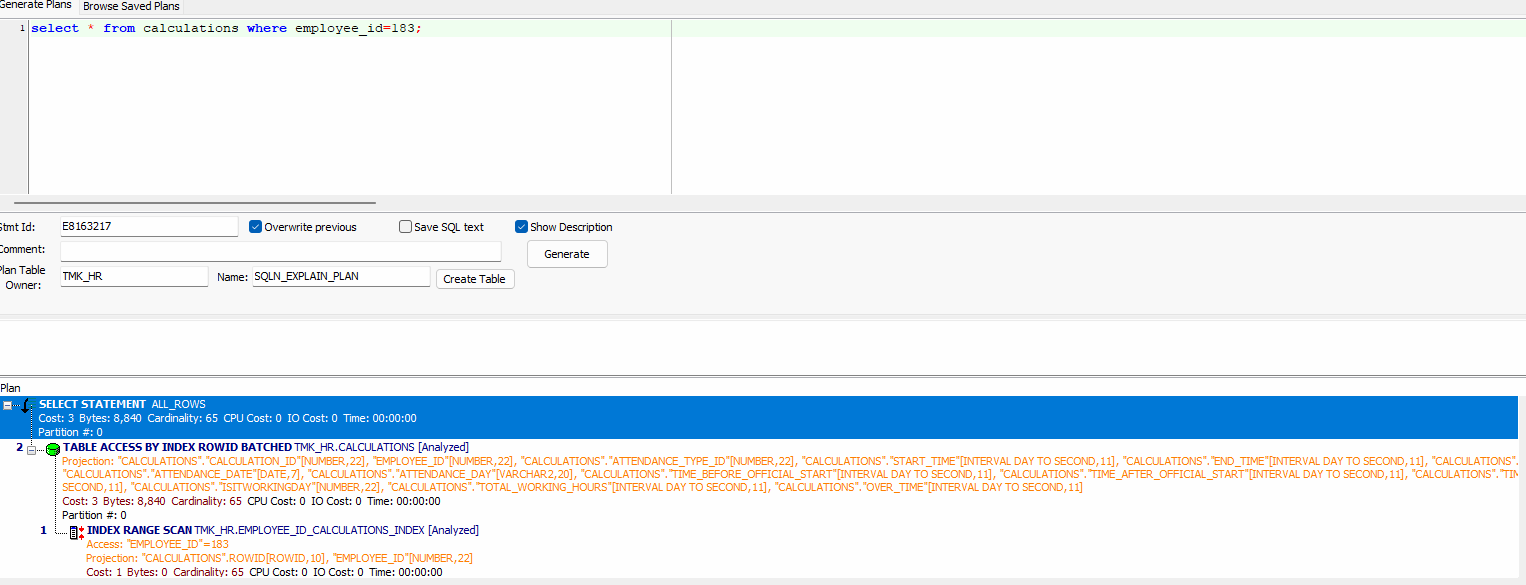 Generate Plans Browse Saved Plans
1 select * from calculations where employee_id=183;
Stmt Id: E8163217 Overwrite previous Save SQL text Show Description
Comment: Generate
Plan Table Owner: TMK_HR Name: SQLN_EXPLAIN_PLAN Create Table
Plan
SELECT STATEMENT ALL_ROWS
Cost: 3 Bytes: 8,840 Cardinality: 65 CPU Cost: 0 IO Cost: 0 Time: 00:00:00
Partition #: 0
2 TABLE ACCESS BY INDEX ROWID BATCHED TMK_HR.CALCULATIONS [Analyzed]
Projection: "CALCULATIONS"."CALCULATION_ID"[NUMBER,22], "EMPLOYEE_ID"[NUMBER,22], "CALCULATIONS"."ATTENDANCE_TYPE_ID"[NUMBER,22], "CALCULATIONS"."START_TIME"[INTERVAL DAY TO SECOND,11], "CALCULATIONS"."END_TIME"[INTERVAL DAY TO SECOND,11], "CALCULATIONS".
"CALCULATIONS"."ATTENDANCE_DATE"[DATE,7], "CALCULATIONS"."ATTENDANCE_DAY"[VARCHAR2,20], "CALCULATIONS"."TIME_BEFORE_OFFICIAL_START"[INTERVAL DAY TO SECOND,11], "CALCULATIONS"."TIME_AFTER_OFFICIAL_START"[INTERVAL DAY TO SECOND,11], "CALCULATIONS"."TIM
SECOND,11], "CALCULATIONS"."ISITWORKINGDAY"[NUMBER,22], "CALCULATIONS"."TOTAL_WORKING_HOURS"[INTERVAL DAY TO SECOND,11], "CALCULATIONS"."OVER_TIME"[INTERVAL DAY TO SECOND,11]
Cost: 3 Bytes: 8,840 Cardinality: 65 CPU Cost: 0 IO Cost: 0 Time: 00:00:00
Partition #: 0
1 INDEX RANGE SCAN TMK_HR.EMPLOYEE_ID_CALCULATIONS_INDEX [Analyzed]
Access: "EMPLOYEE_ID"=183
Projection: "CALCULATIONS".ROWID[ROWID,10], "EMPLOYEE_ID"[NUMBER,22]
Cost: 1 Bytes: 0 Cardinality: 65 CPU Cost: 0 IO Cost: 0 Time: 00:00:00